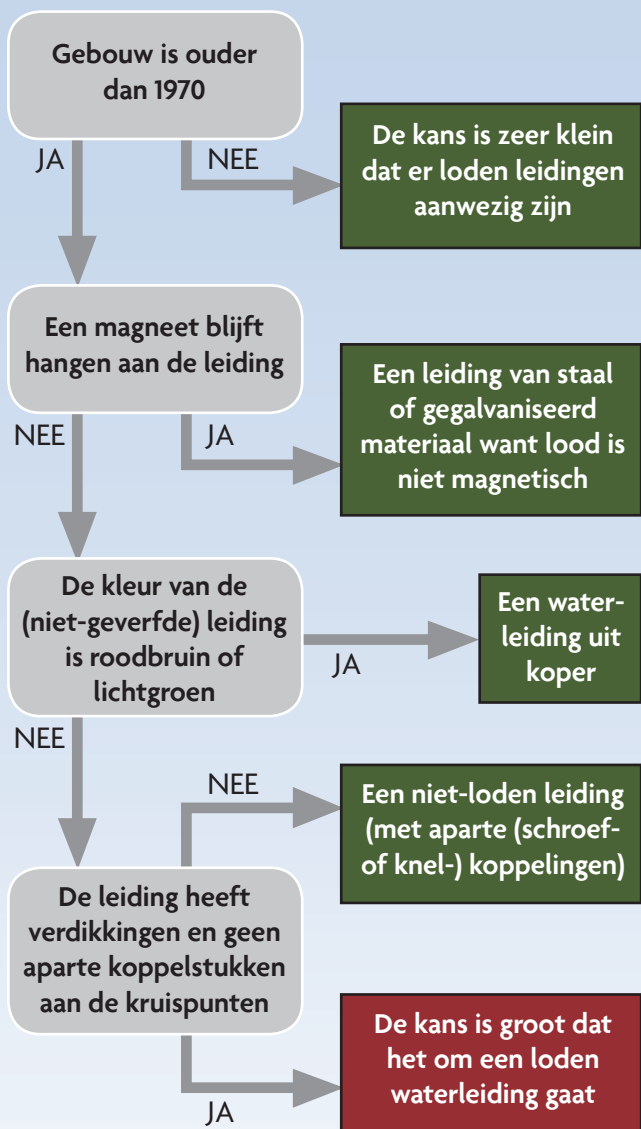 Gebouw is ouder
dan 1970
JA
NEE
De kans is zeer klein
dat er loden leidingen
aanwezig zijn
Een magneet blijft
hangen aan de leiding
NEE
JA
Een leiding van staal
of gegalvaniseerd
materiaal want lood is
niet magnetisch
De kleur van de
(niet-geverfde) leiding
is roodbruin of
lichtgroen
JA
Een water-
leiding uit
koper
NEE
NEE
Een niet-loden leiding
(met aparte (schroef-
of knel-) koppelingen)
De leiding heeft
verdikkingen en geen
aparte koppelstukken
aan de kruispunten
JA
De kans is groot dat
het om een loden
waterleiding gaat